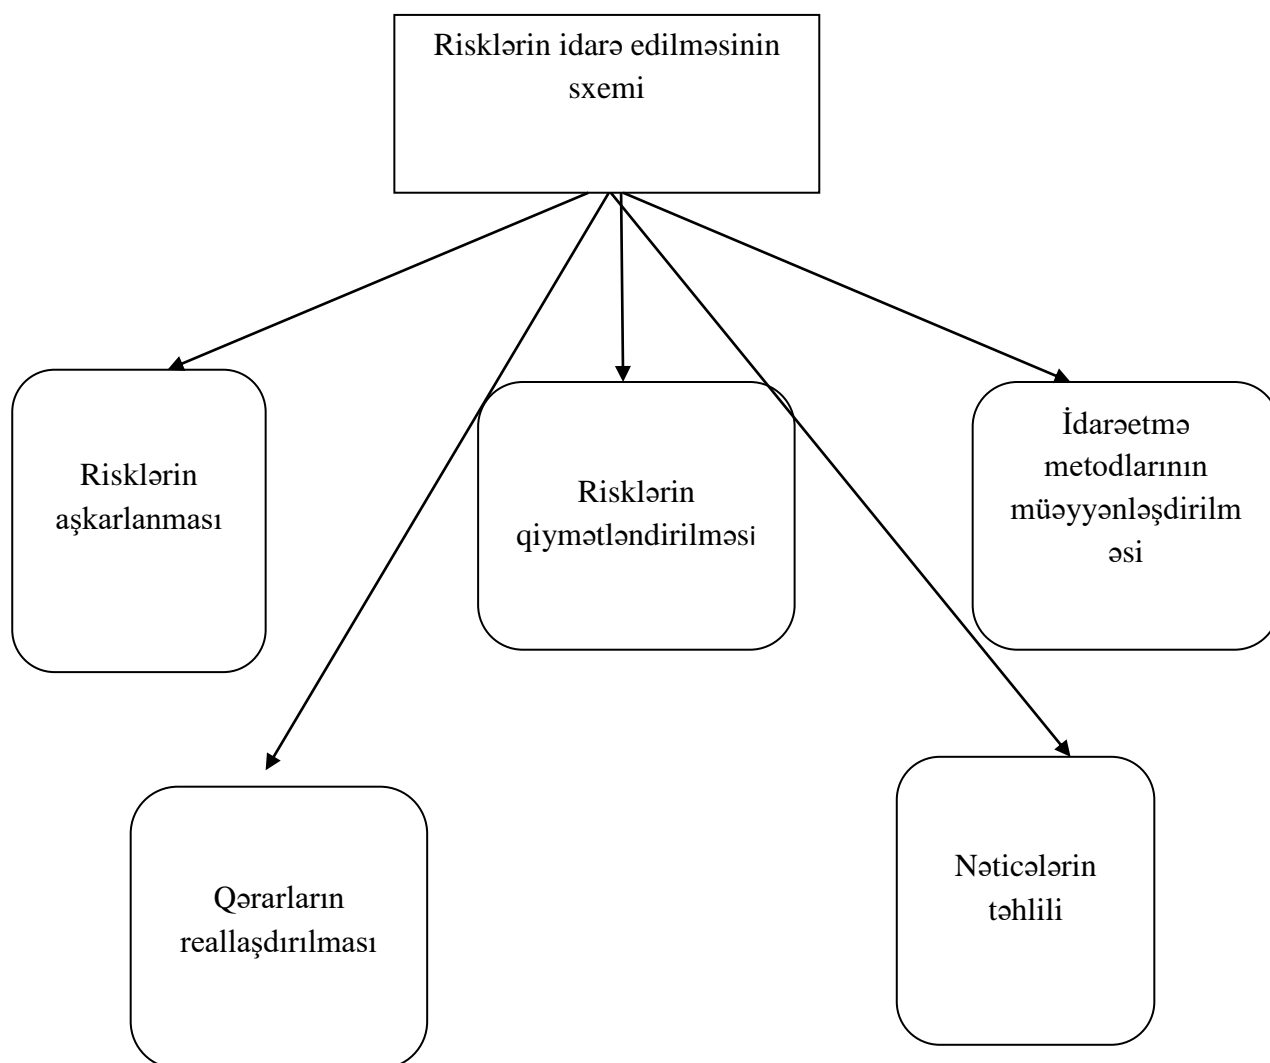 Risklərin idarə edilməsinin
sxemi
Risklərin
aşkarlanması
Risklərin
qiymətləndirilməsi
İdarəetmə
metodlarının
müəyyənləşdirilm
əsi
Qərarların
reallaşdırılması
Nəticələrin
təhlili